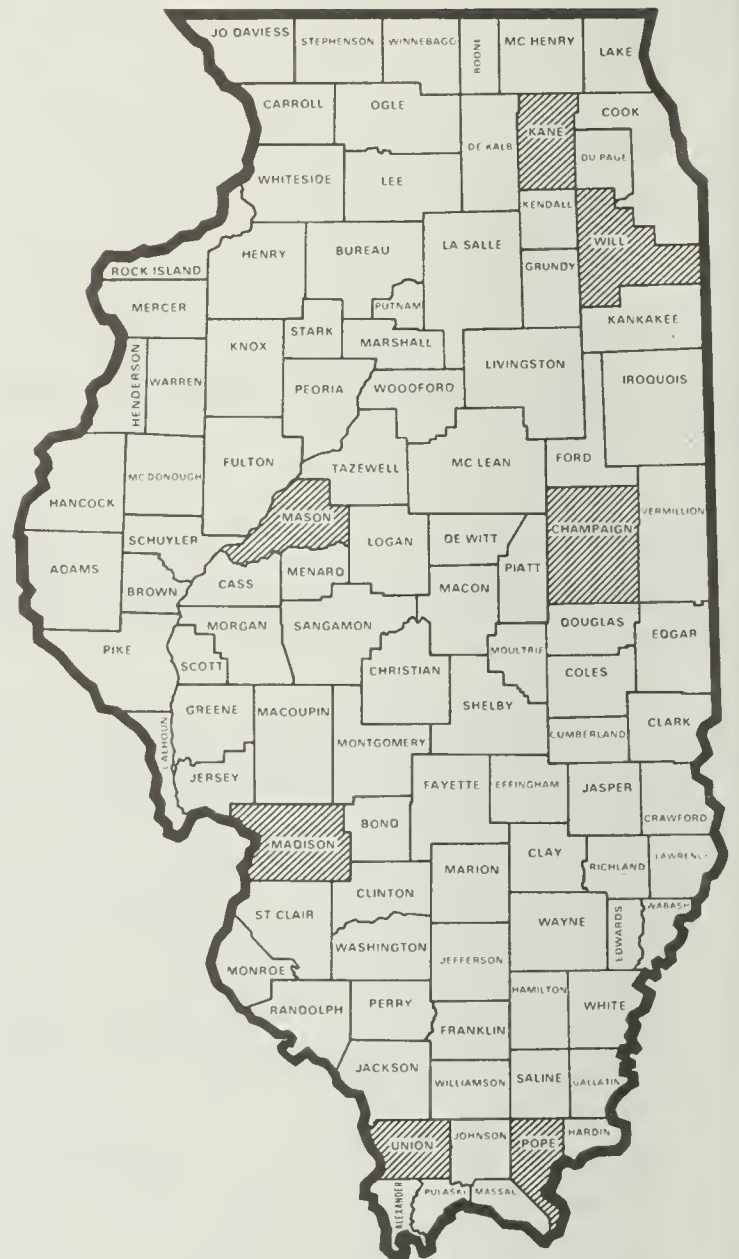 JO DAVIESS
STEPHENSON
WINNEBAGO
BOONE
MC HENRY
LAKE
CARROLL
OGLE
DE KALB
KANE
COOK
DU PAGE
WHITESIDE
LEE
KENDALL
WILL
ROCK ISLAND
HENRY
BUREAU
LA SALLE
GRUNDY
MERCER
PUTNAM
KANKAKEE
HENDERSON
WARREN
KNOX
STARK
MARSHALL
LIVINGSTON
PEORIA
WOODFORD
IROQUOIS
HANCOCK
MC DONOUGH
FULTON
TAZEWELL
MC LEAN
FORD
SCHUYLER
MASON
LOGAN
DE WITT
CHAMPAIGN
VERMILLION
ADAMS
BROWN
CASS
MENARD
MACON
PIATT
PIKE
MORGAN
SANGAMON
DOUGLAS
EDGAR
SCOTT
CHRISTIAN
MOULTRIE
COLES
GREENE
MACOUPIN
SHELBY
CALHOUN
MONTGOMERY
CUMBERLAND
CLARK
JERSEY
FAYETTE
EFFINGHAM
JASPER
CRAWFORD
MADISON
BOND
CLAY
RICHLAND
LAWRENCE
MARION
CLINTON
ST CLAIR
WAYNE
EDWARDS
WABASH
WASHINGTON
JEFFERSON
MONROE
RANDOLPH
PERRY
HAMILTON
WHITE
FRANKLIN
JACKSON
WILLIAMSON
SALINE
GALLATIN
UNION
JOHNSON
POPE
HARDIN
ALEXANDER
PULASKI
MASSAC